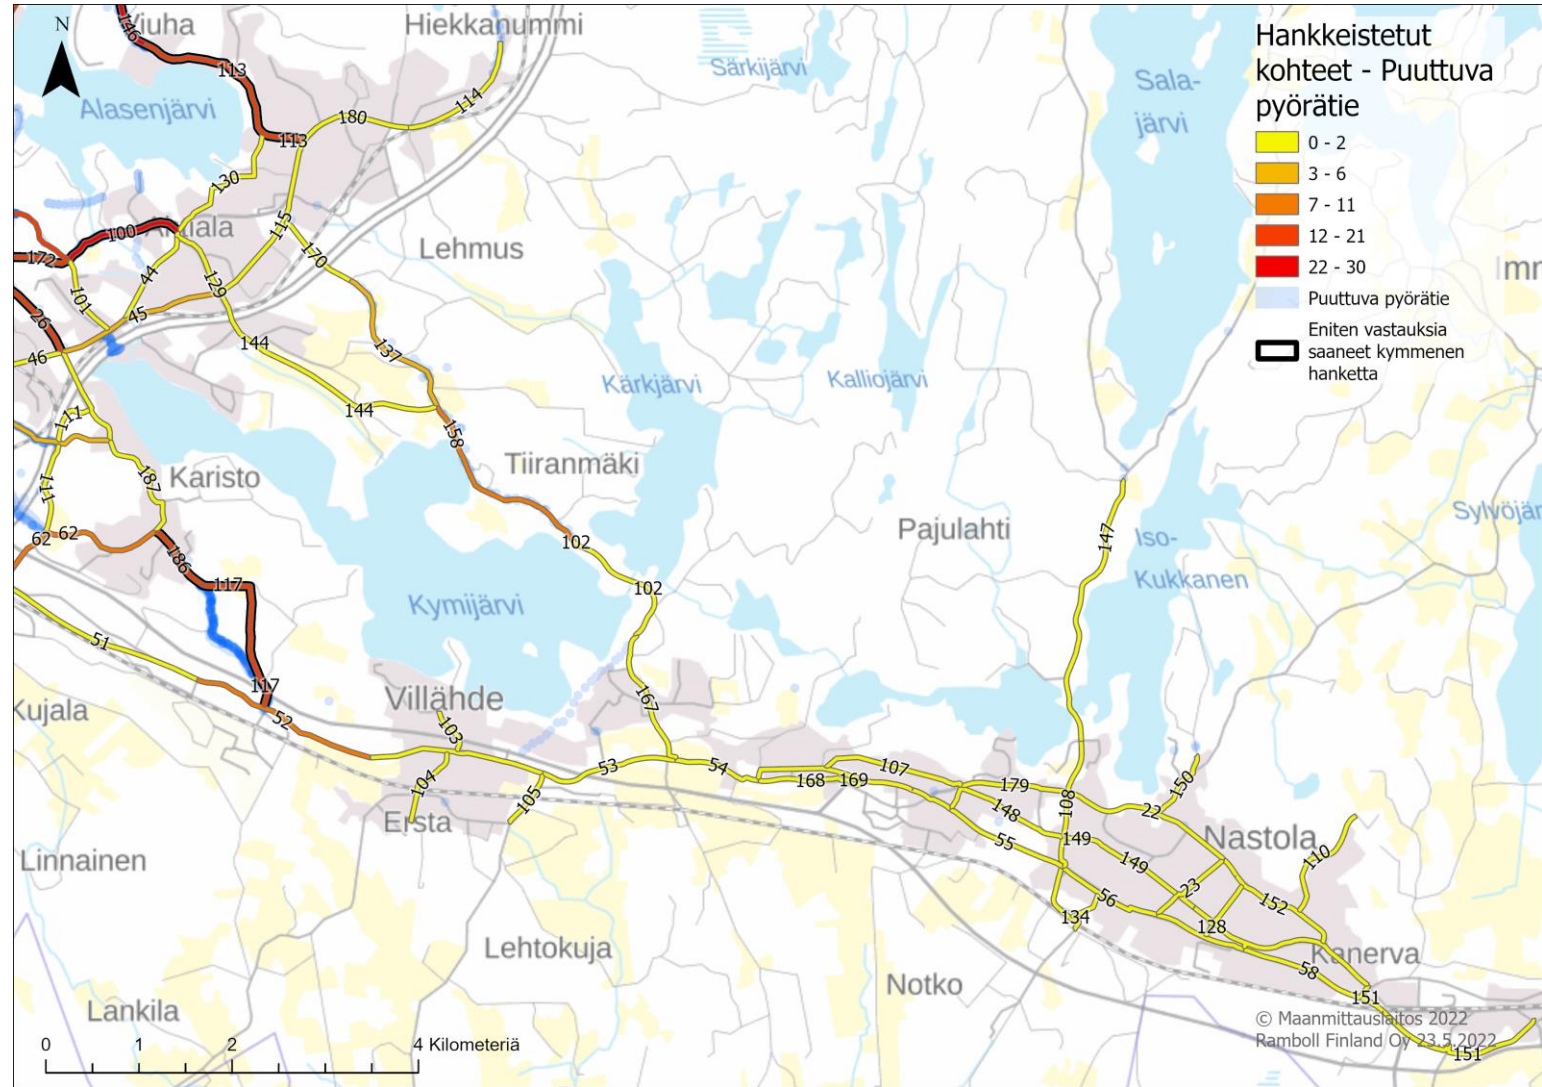 N
146
Viuha
Hiekkanummi
Hankkeistetut
kohteet - Puuttuva
pyörätie
0 - 2
3 - 6
7 - 11
12 - 21
22 - 30
Puuttuva pyörätie
Eniten vastauksia
saaneet kymmenen
hanketta
113
Särkijärvi
Sala-
järvi
Alasenjärvi
114
180
113
130
115
100
Lehmus
172
170
44
129
101
45
26
144
137
46
Kärkjärvi
Kalliojärvi
144
111
158
Tiiranmäki
Karisto
187
111
Sylvöjär
Pajulahti
147
Iso-
Kukkanen
62
62
102
186
117
102
Kymijärvi
51
117
Villähde
167
Kujala
52
103
53
54
107
104
168
169
179
150
105
108
148
22
Ersta
149
Nastola
55
149
110
Linnainen
23
56
152
134
128
Lehtokuja
Kanerva
58
Notko
151
Lankila
© Maanmittauslaitos 2022
Ramboll Finland Oy 23.5.2022
151
0
1
2
4 Kilometeriä